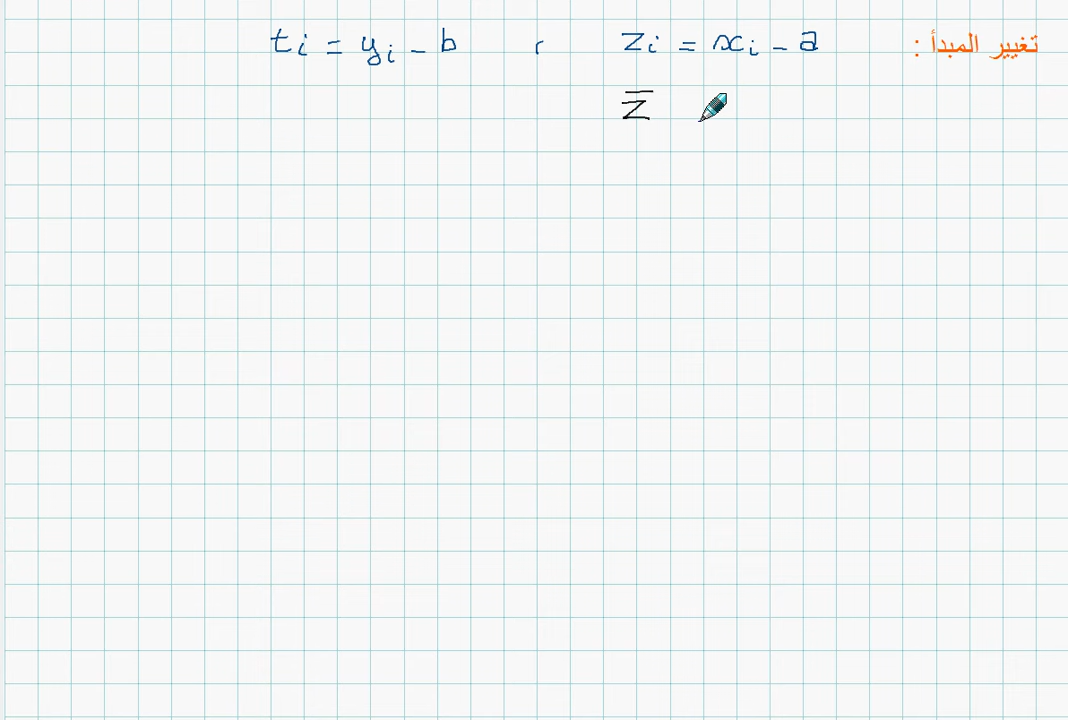 تغيير المبدأ : zi = xi - a , ti = yi - b
z̄